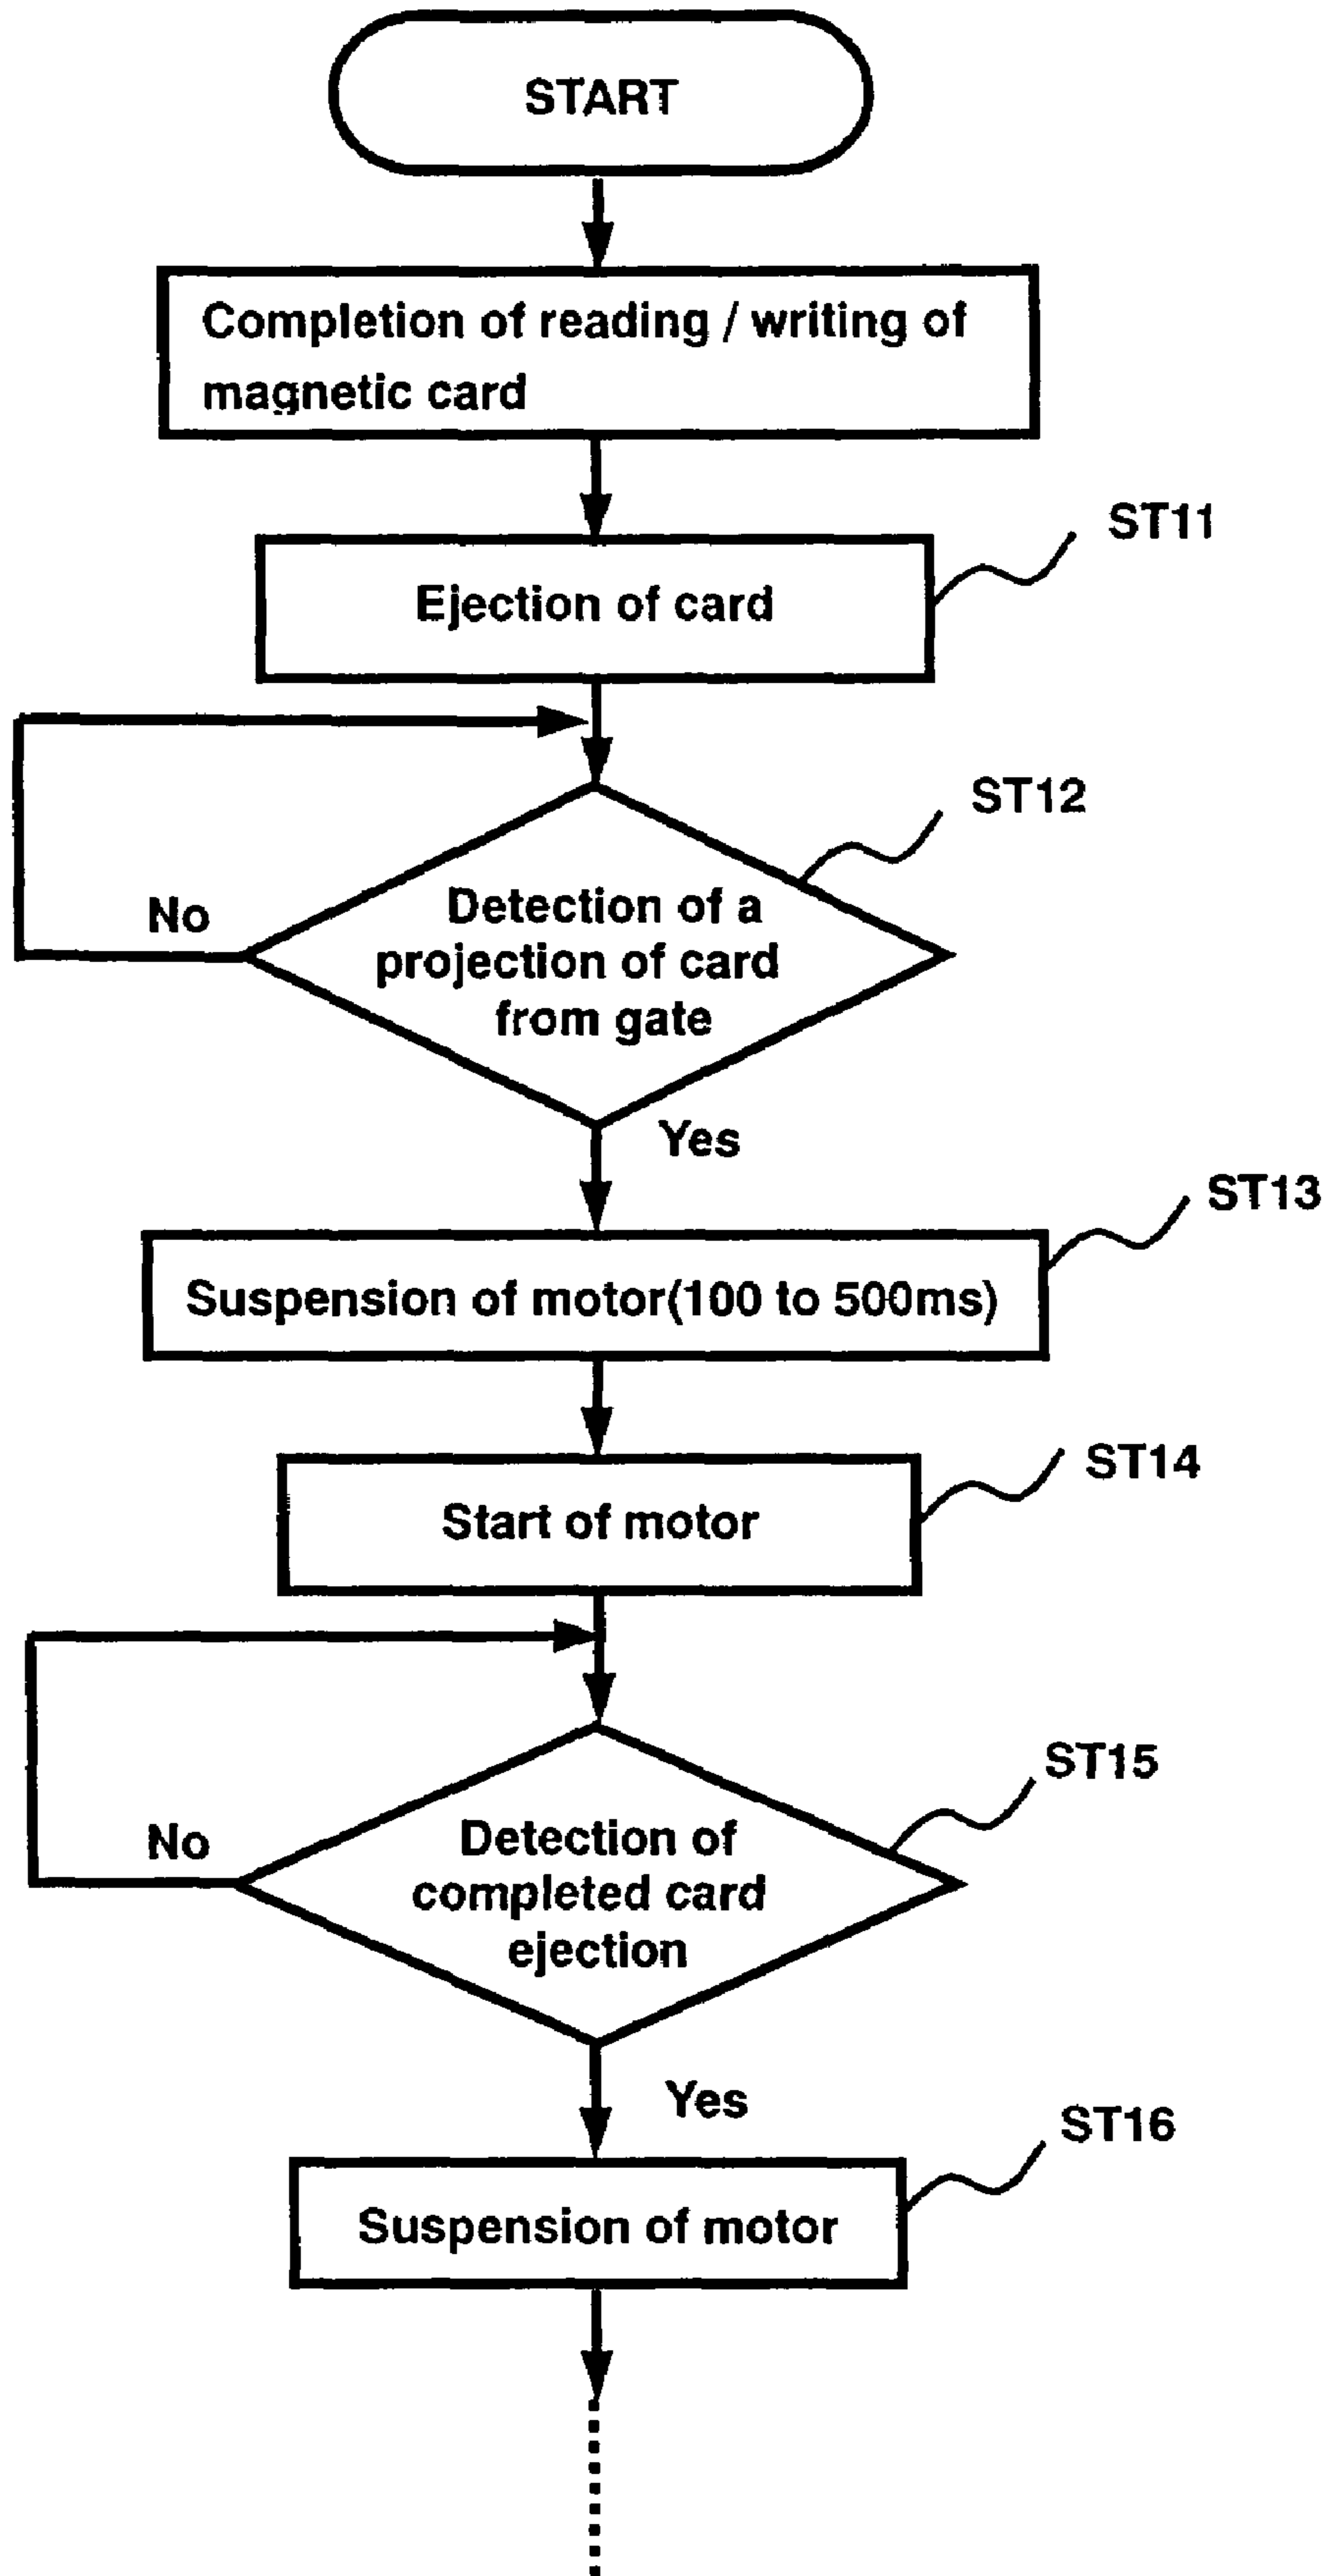 START
Completion of reading / writing of
magnetic card
ST11
Ejection of card
ST12
No
Detection of a
projection of card
from gate
Yes
ST13
Suspension of motor(100 to 500ms)
ST14
Start of motor
ST15
No
Detection of
completed card
ejection
Yes
ST16
Suspension of motor